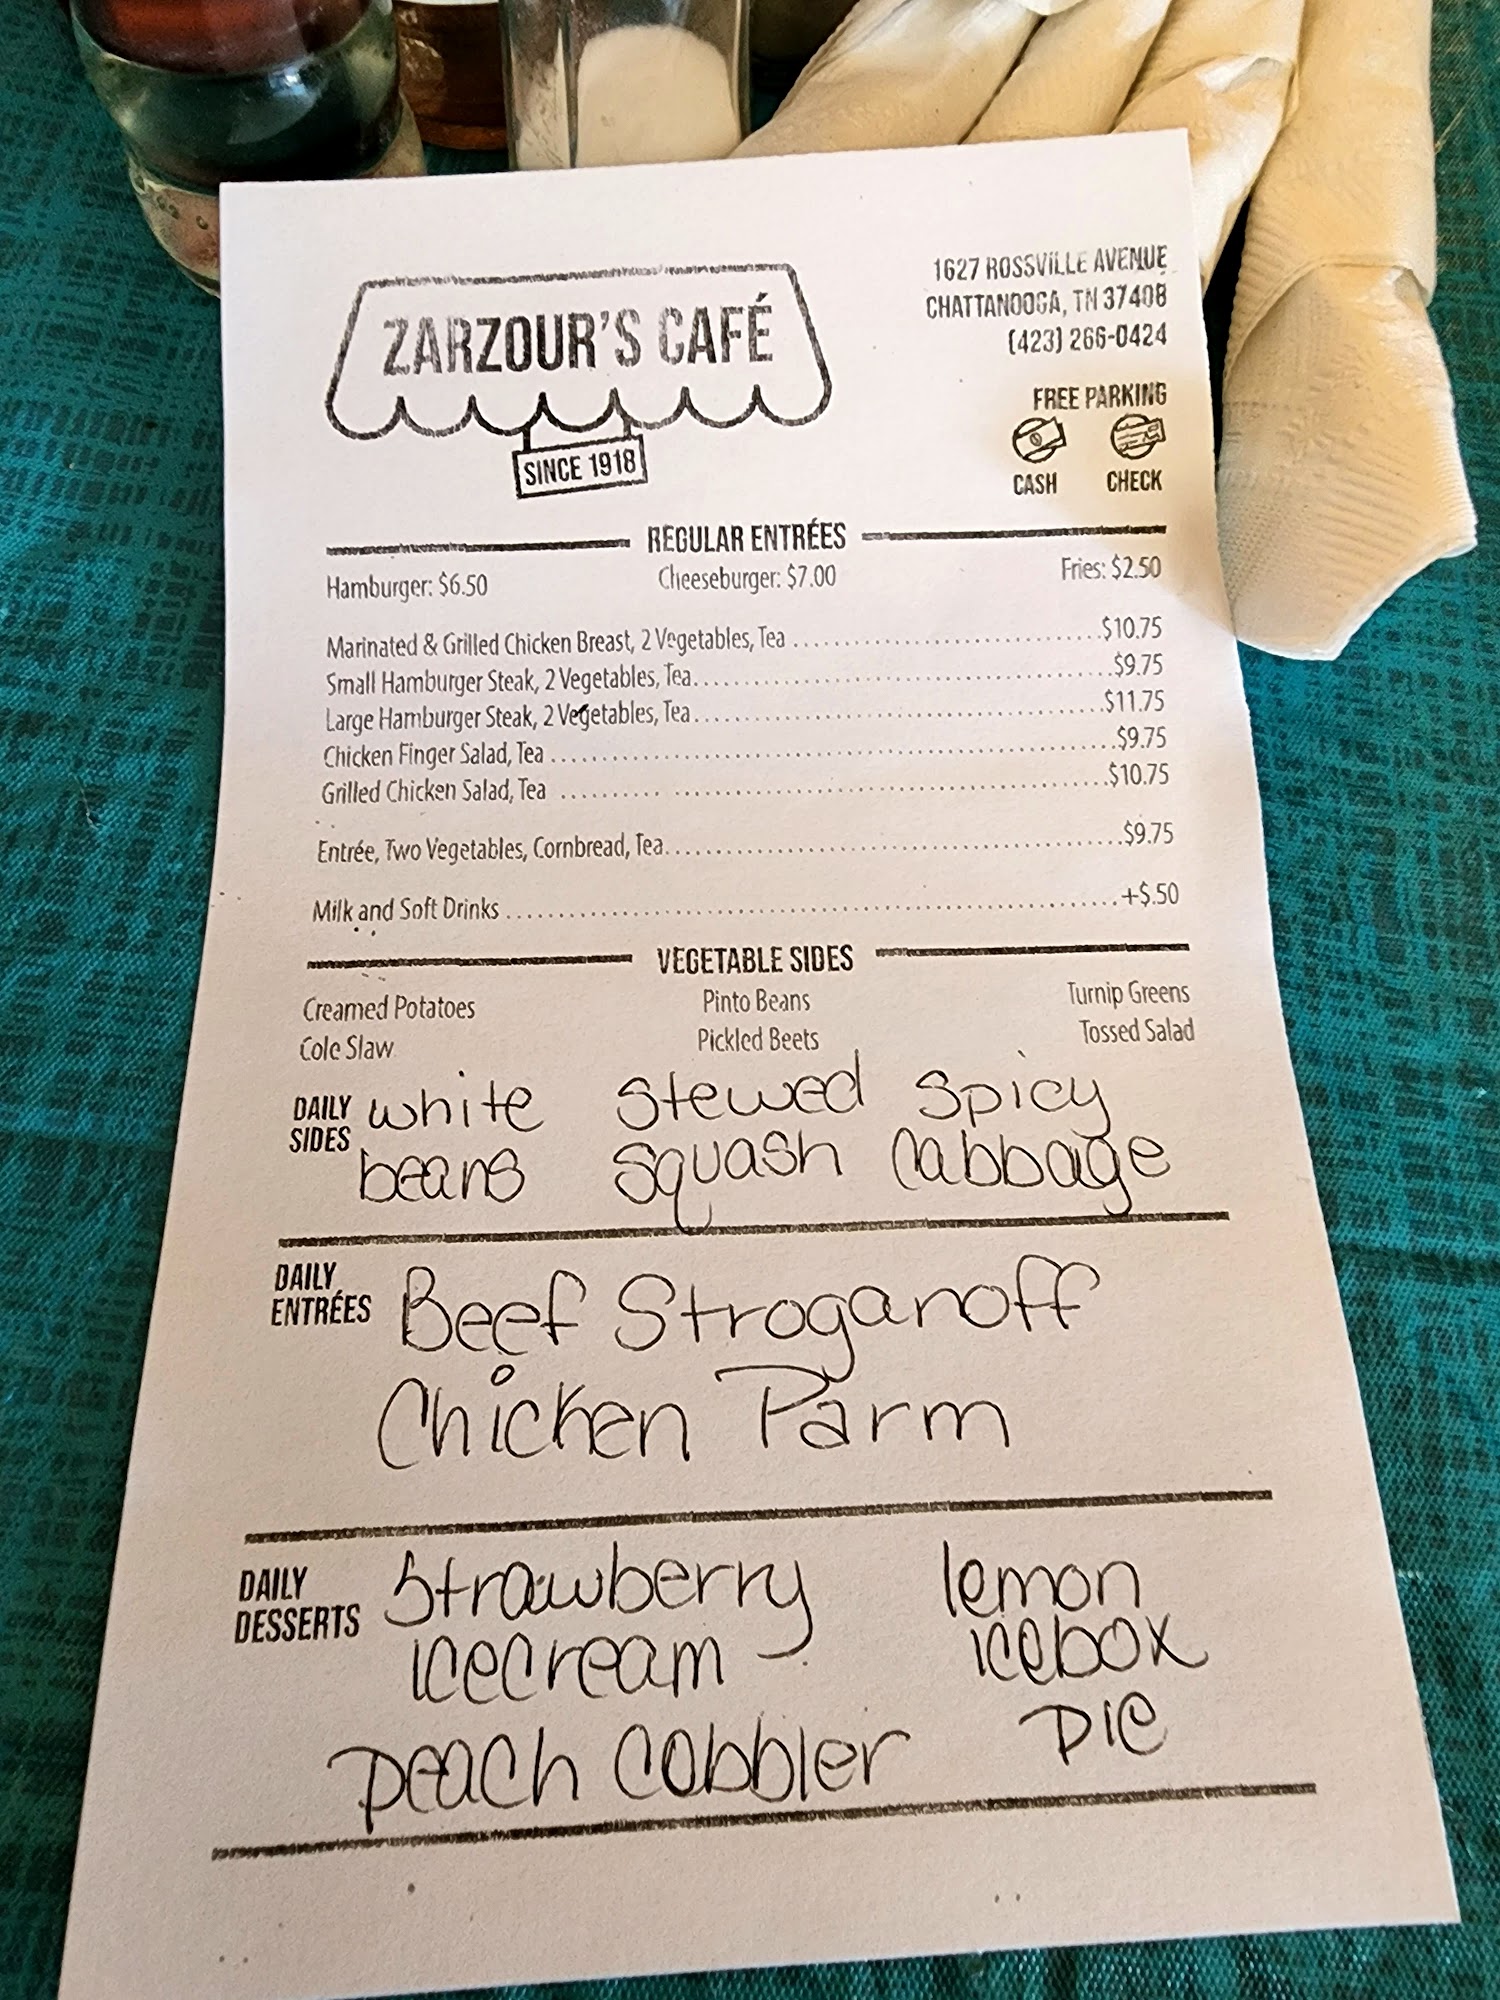 ZARZOUR'S CAFÉ
SINCE 1918
1627 ROSSVILLE AVENUE
CHATTANOOGA, TN 37408
(423) 266-0424
FREE PARKING
CASH CHECK
REGULAR ENTRÉES
Hamburger: $6.50 Cheeseburger: $7.00 Fries: $2.50
Marinated & Grilled Chicken Breast, 2 Vegetables, Tea $10.75
Small Hamburger Steak, 2 Vegetables, Tea $9.75
Large Hamburger Steak, 2 Vegetables, Tea $11.75
Chicken Finger Salad, Tea $9.75
Grilled Chicken Salad, Tea $10.75
Entrée, Two Vegetables, Cornbread, Tea $9.75
Milk and Soft Drinks +$.50
VEGETABLE SIDES
Creamed Potatoes Pinto Beans Turnip Greens
Cole Slaw Pickled Beets Tossed Salad
DAILY SIDES
white stewed spicy
beans squash cabbage
DAILY ENTRÉES
Beef Stroganoff
Chicken Parm
DAILY DESSERTS
Strawberry lemon
icecream icebox
peach cobbler pie